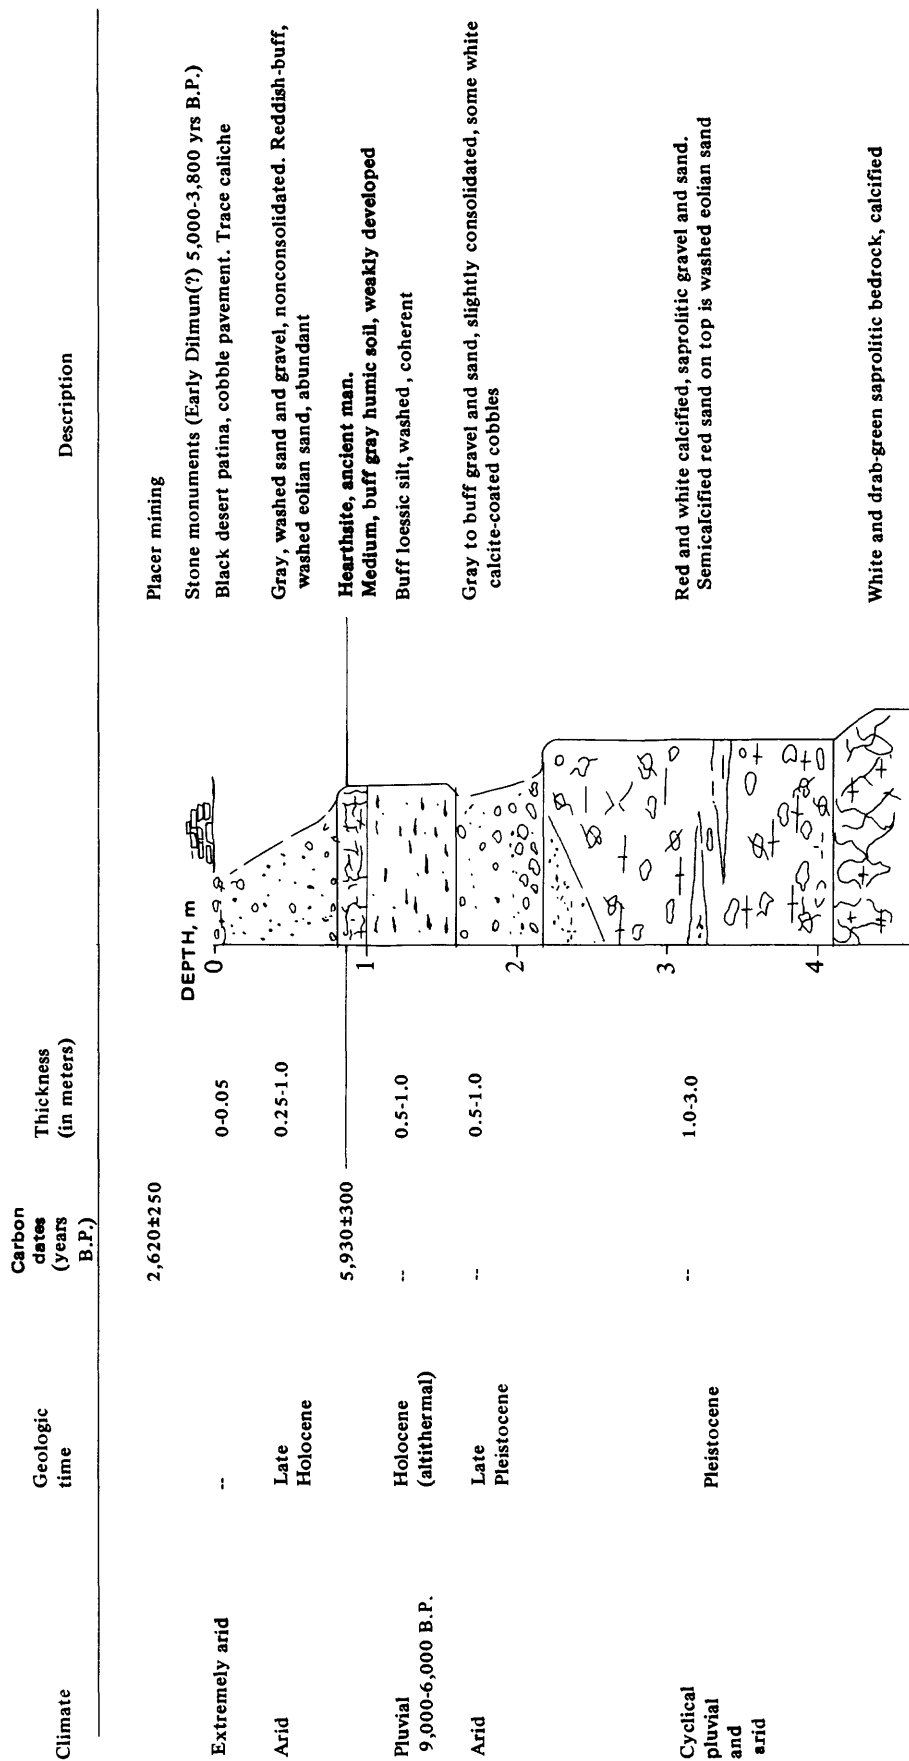 Climate
Geologic
time
Carbon
dates
(years
B.P.)
Thickness
(in meters)
Description
2,620±250
Placer mining
Stone monuments (Early Dilmun(?) 5,000-3,800 yrs B.P.)
Extremely arid
--
0-0.05
DEPTH, m
0
1
2
3
4
Black desert patina, cobble pavement. Trace caliche
Arid
Late
Holocene
0.25-1.0
Gray, washed sand and gravel, nonconsolidated. Reddish-buff,
washed eolian sand, abundant
5,930±300
Hearthsite, ancient man.
Medium, buff gray humic soil, weakly developed
Pluvial
9,000-6,000 B.P.
Holocene
(altithermal)
--
0.5-1.0
Buff loessic silt, washed, coherent
Arid
Late
Pleistocene
--
0.5-1.0
Gray to buff gravel and sand, slightly consolidated, some white
calcite-coated cobbles
Cyclical
pluvial
and
arid
Pleistocene
--
1.0-3.0
Red and white calcified, saprolitic gravel and sand.
Semicalcified red sand on top is washed eolian sand
White and drab-green saprolitic bedrock, calcified